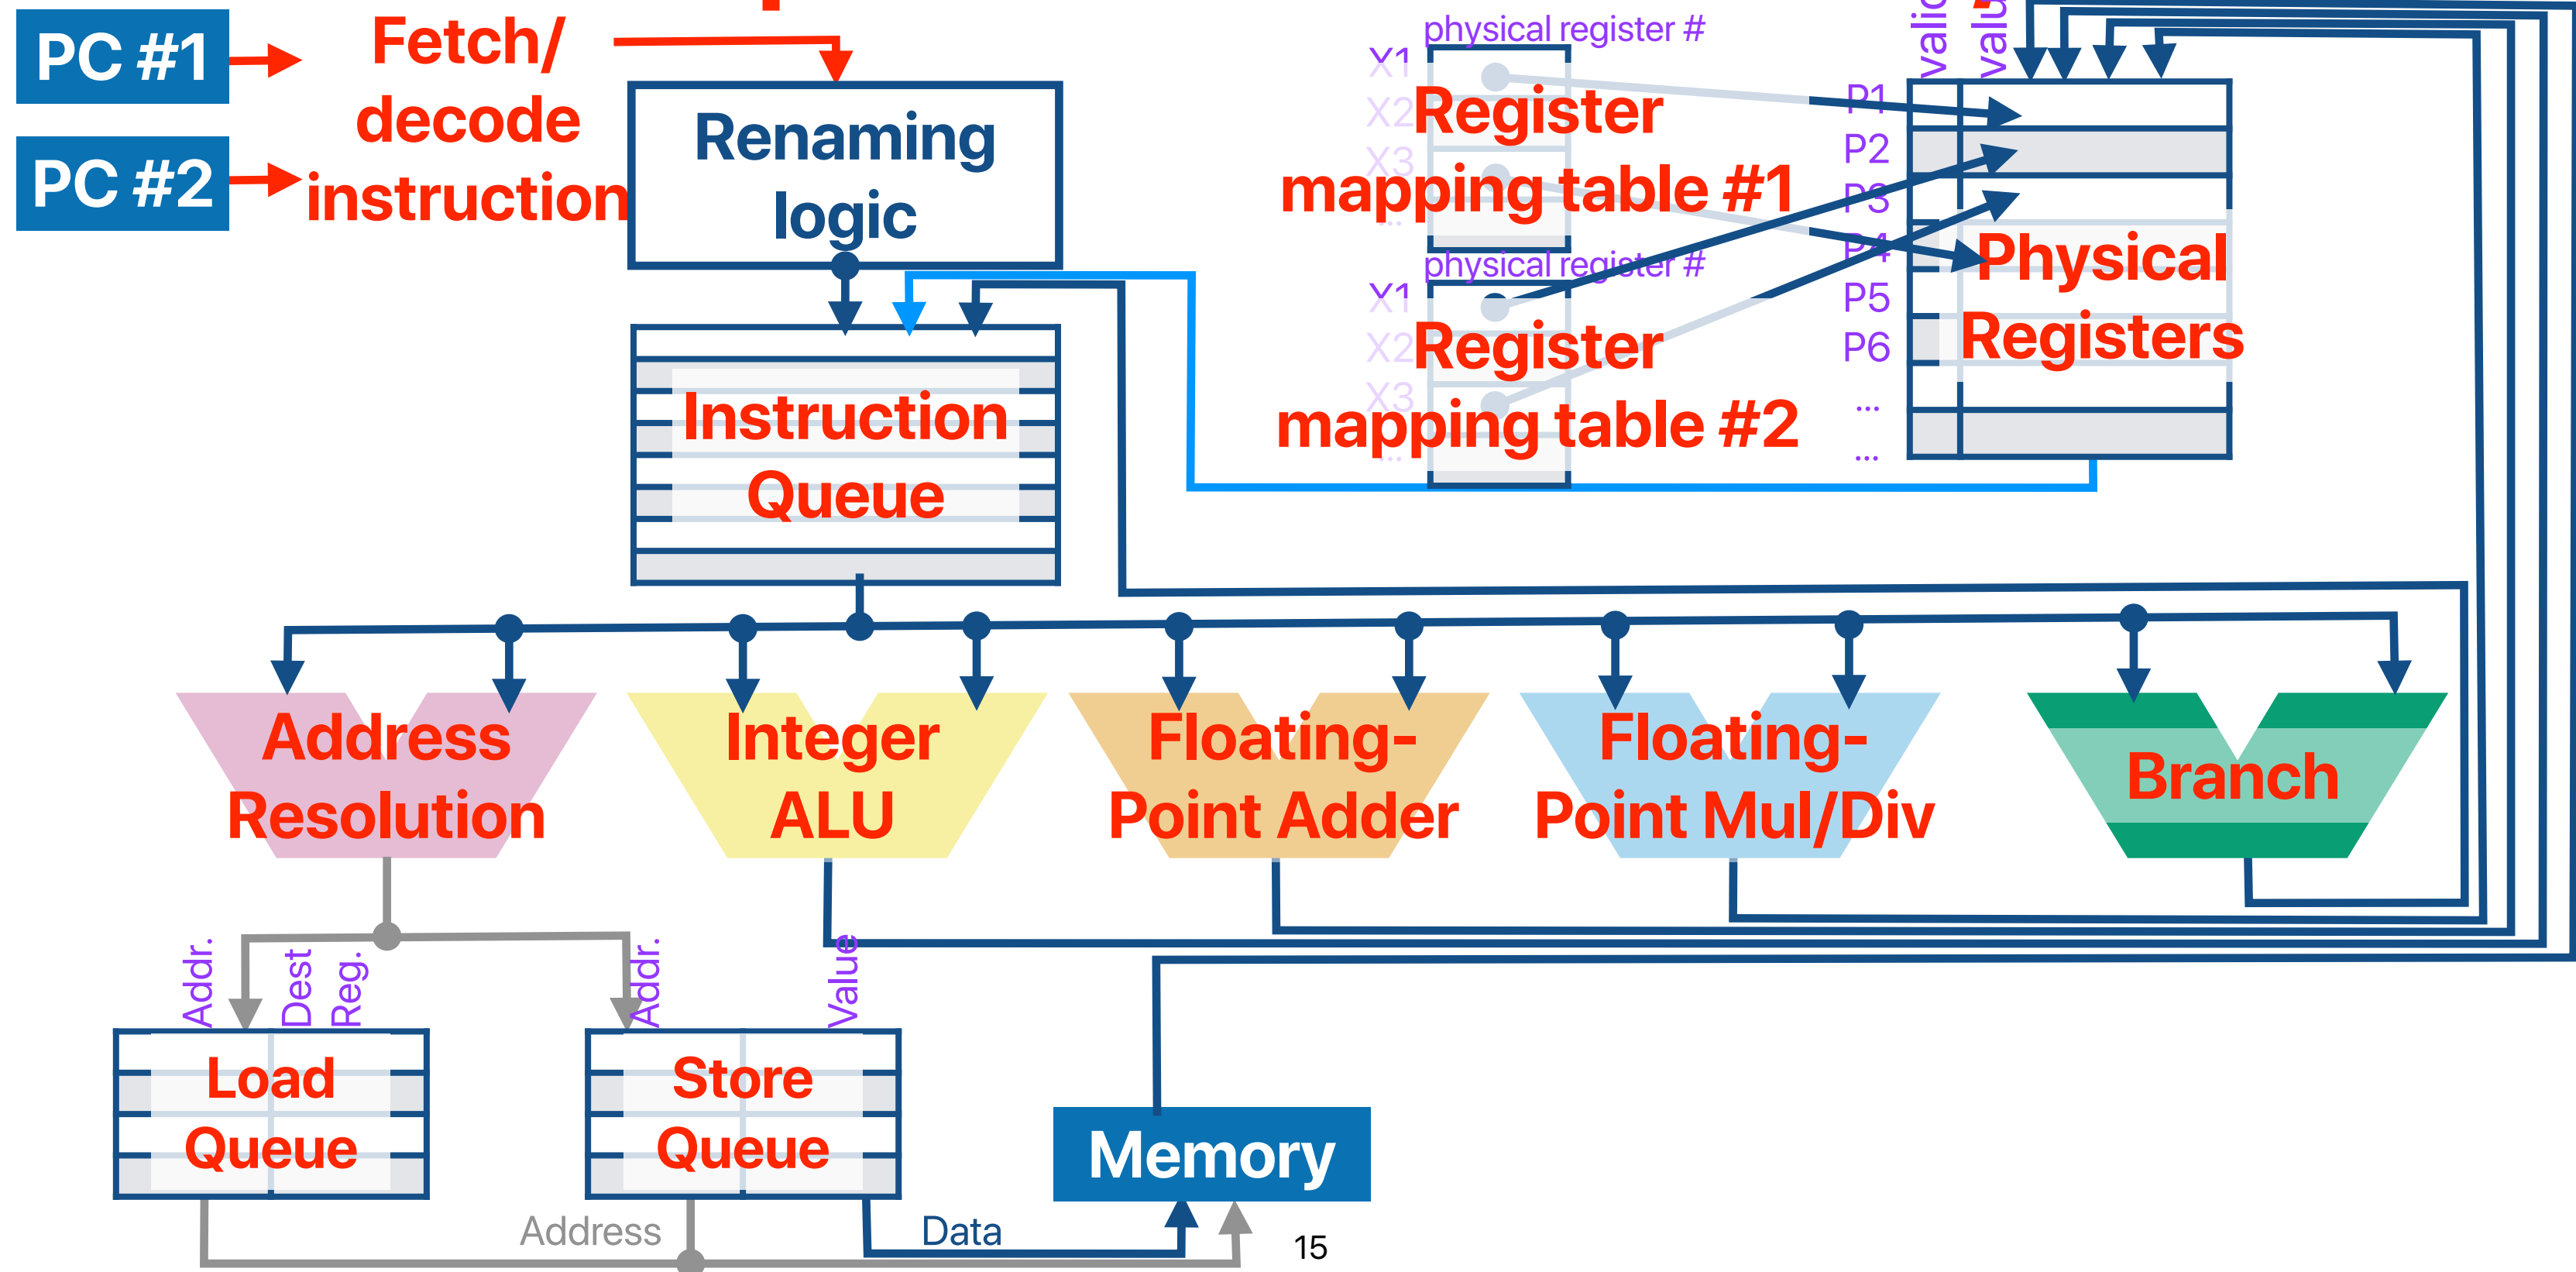 PC #1
PC #2
Fetch/
decode
instruction
Renaming
logic
Instruction
Queue
physical register #
X1
X2
X3
...
Register
mapping table #1
physical register #
X1
X2
X3
...
Register
mapping table #2
P1
P2
P3
P4
P5
P6
...
...
Physical
Registers
Address
Resolution
Integer
ALU
Floating-
Point Adder
Floating-
Point Mul/Div
Branch
Addr.
Dest
Reg.
Addr.
Value
Load
Queue
Store
Queue
Memory
Address
Data
15